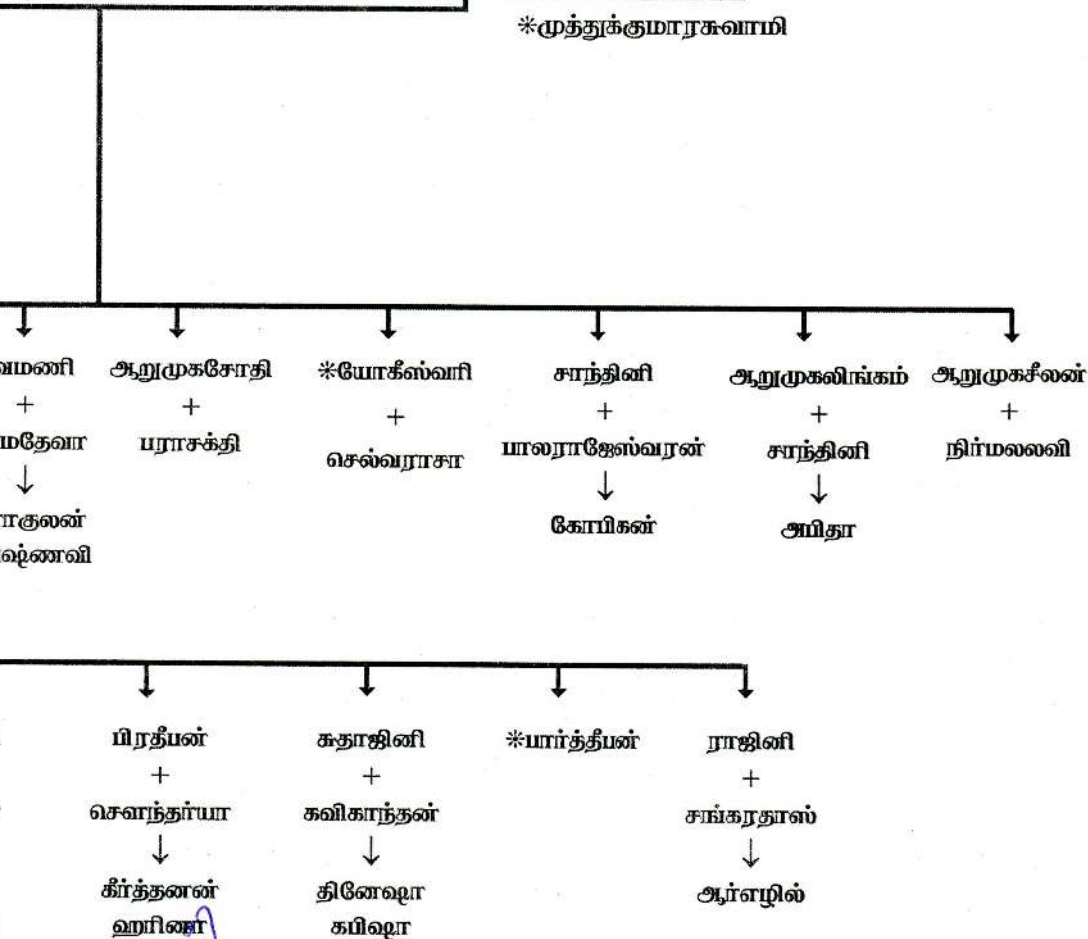 ※முத்துக்குமாரசுவாமி
ஆறுமுகசோதி
+
பராசக்தி
※யோகீஸ்வரி
+
செல்வராசா
சாந்தினி
+
பாலராஜேஸ்வரன்
↓
கோபிகன்
ஆறுமுகலிங்கம்
+
சாந்தினி
↓
அபிதா
ஆறுமுகசீலன்
+
நிர்மலலவி
பிரதீபன்
+
சௌந்தர்யா
↓
கீர்த்தனன்
சுதாஜினி
+
கவிகாந்தன்
↓
தினேஷா
கபிஷா
※பார்த்தீபன்
ராஜினி
+
சங்கரதாஸ்
↓
ஆர்எழில்